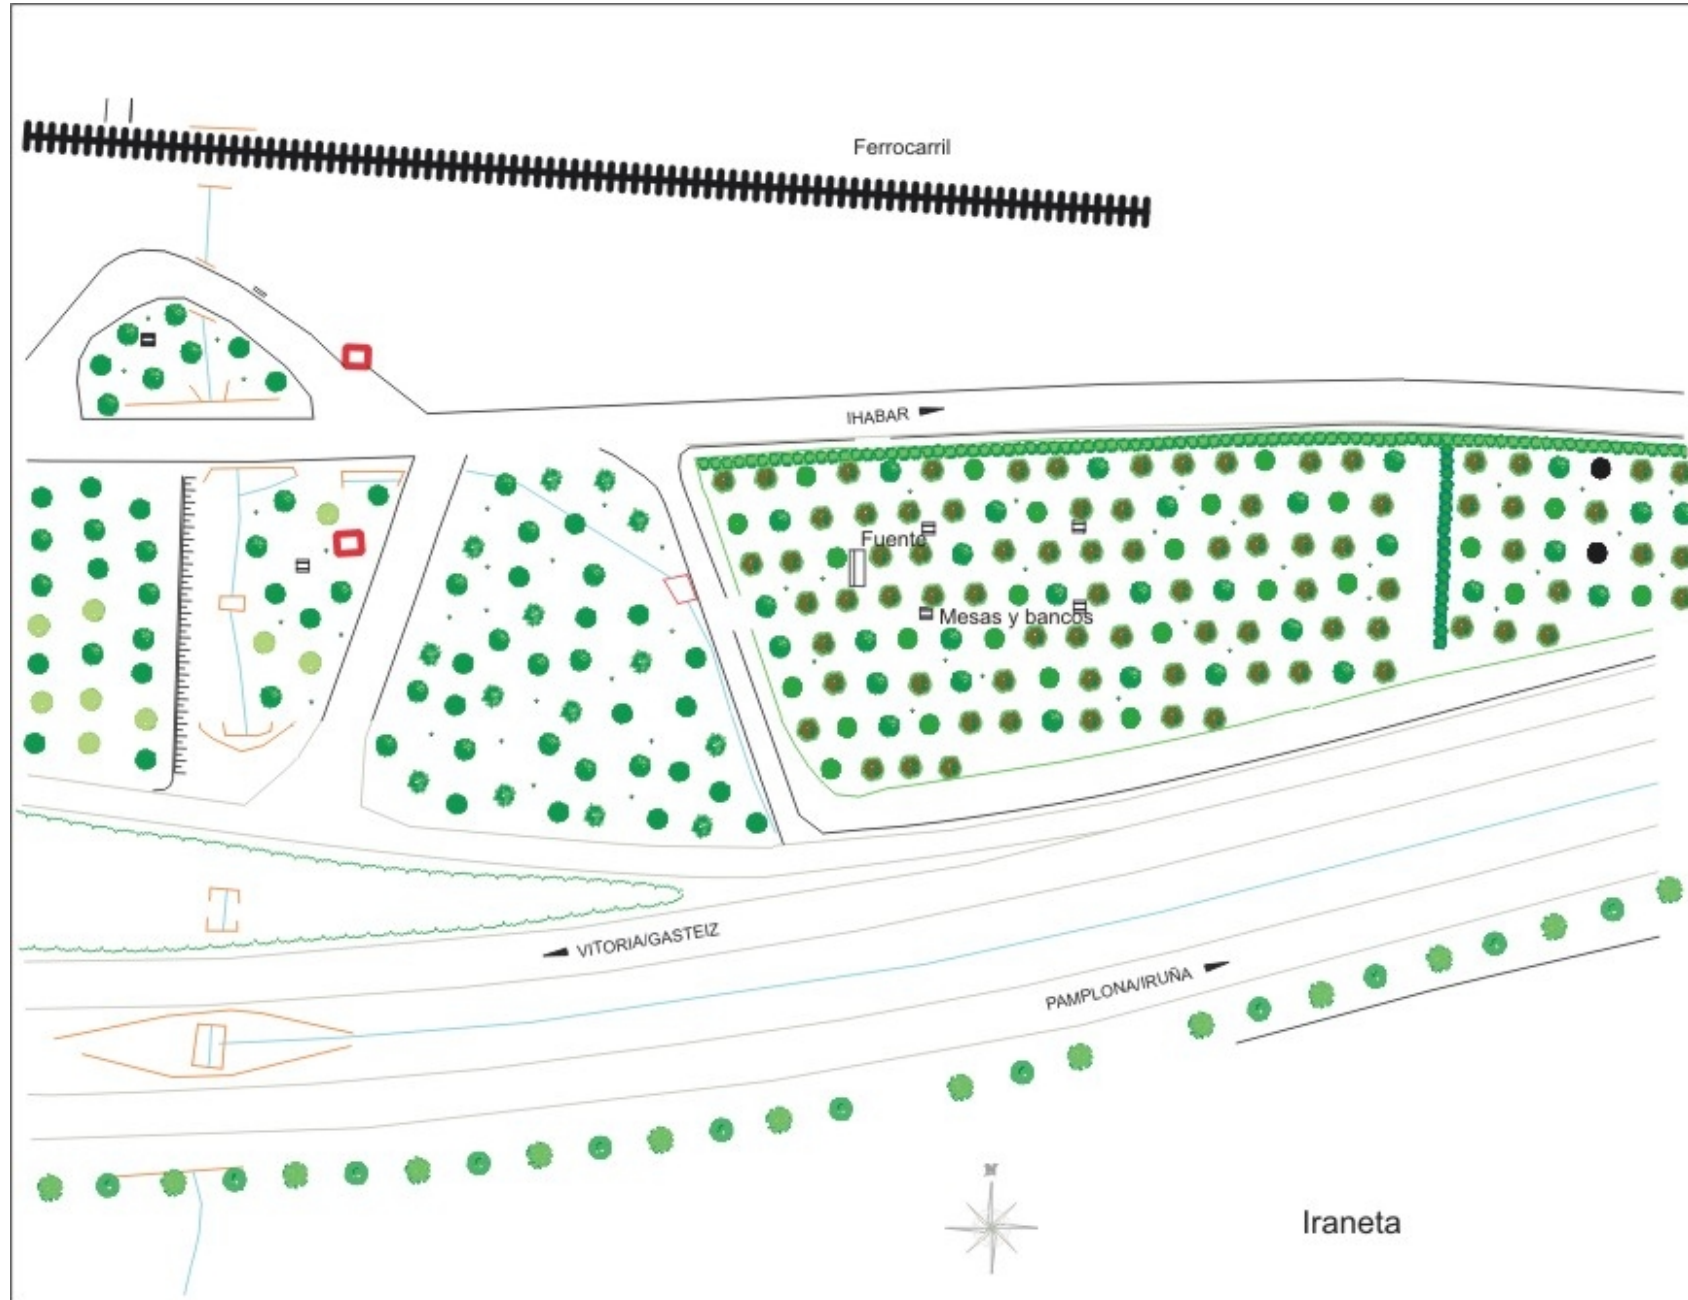 Ferrocarril
IHABAR
Fuente
Mesas y bancos
VITORIA/GASTEIZ
PAMPLONA/IRUÑA
N
Iraneta